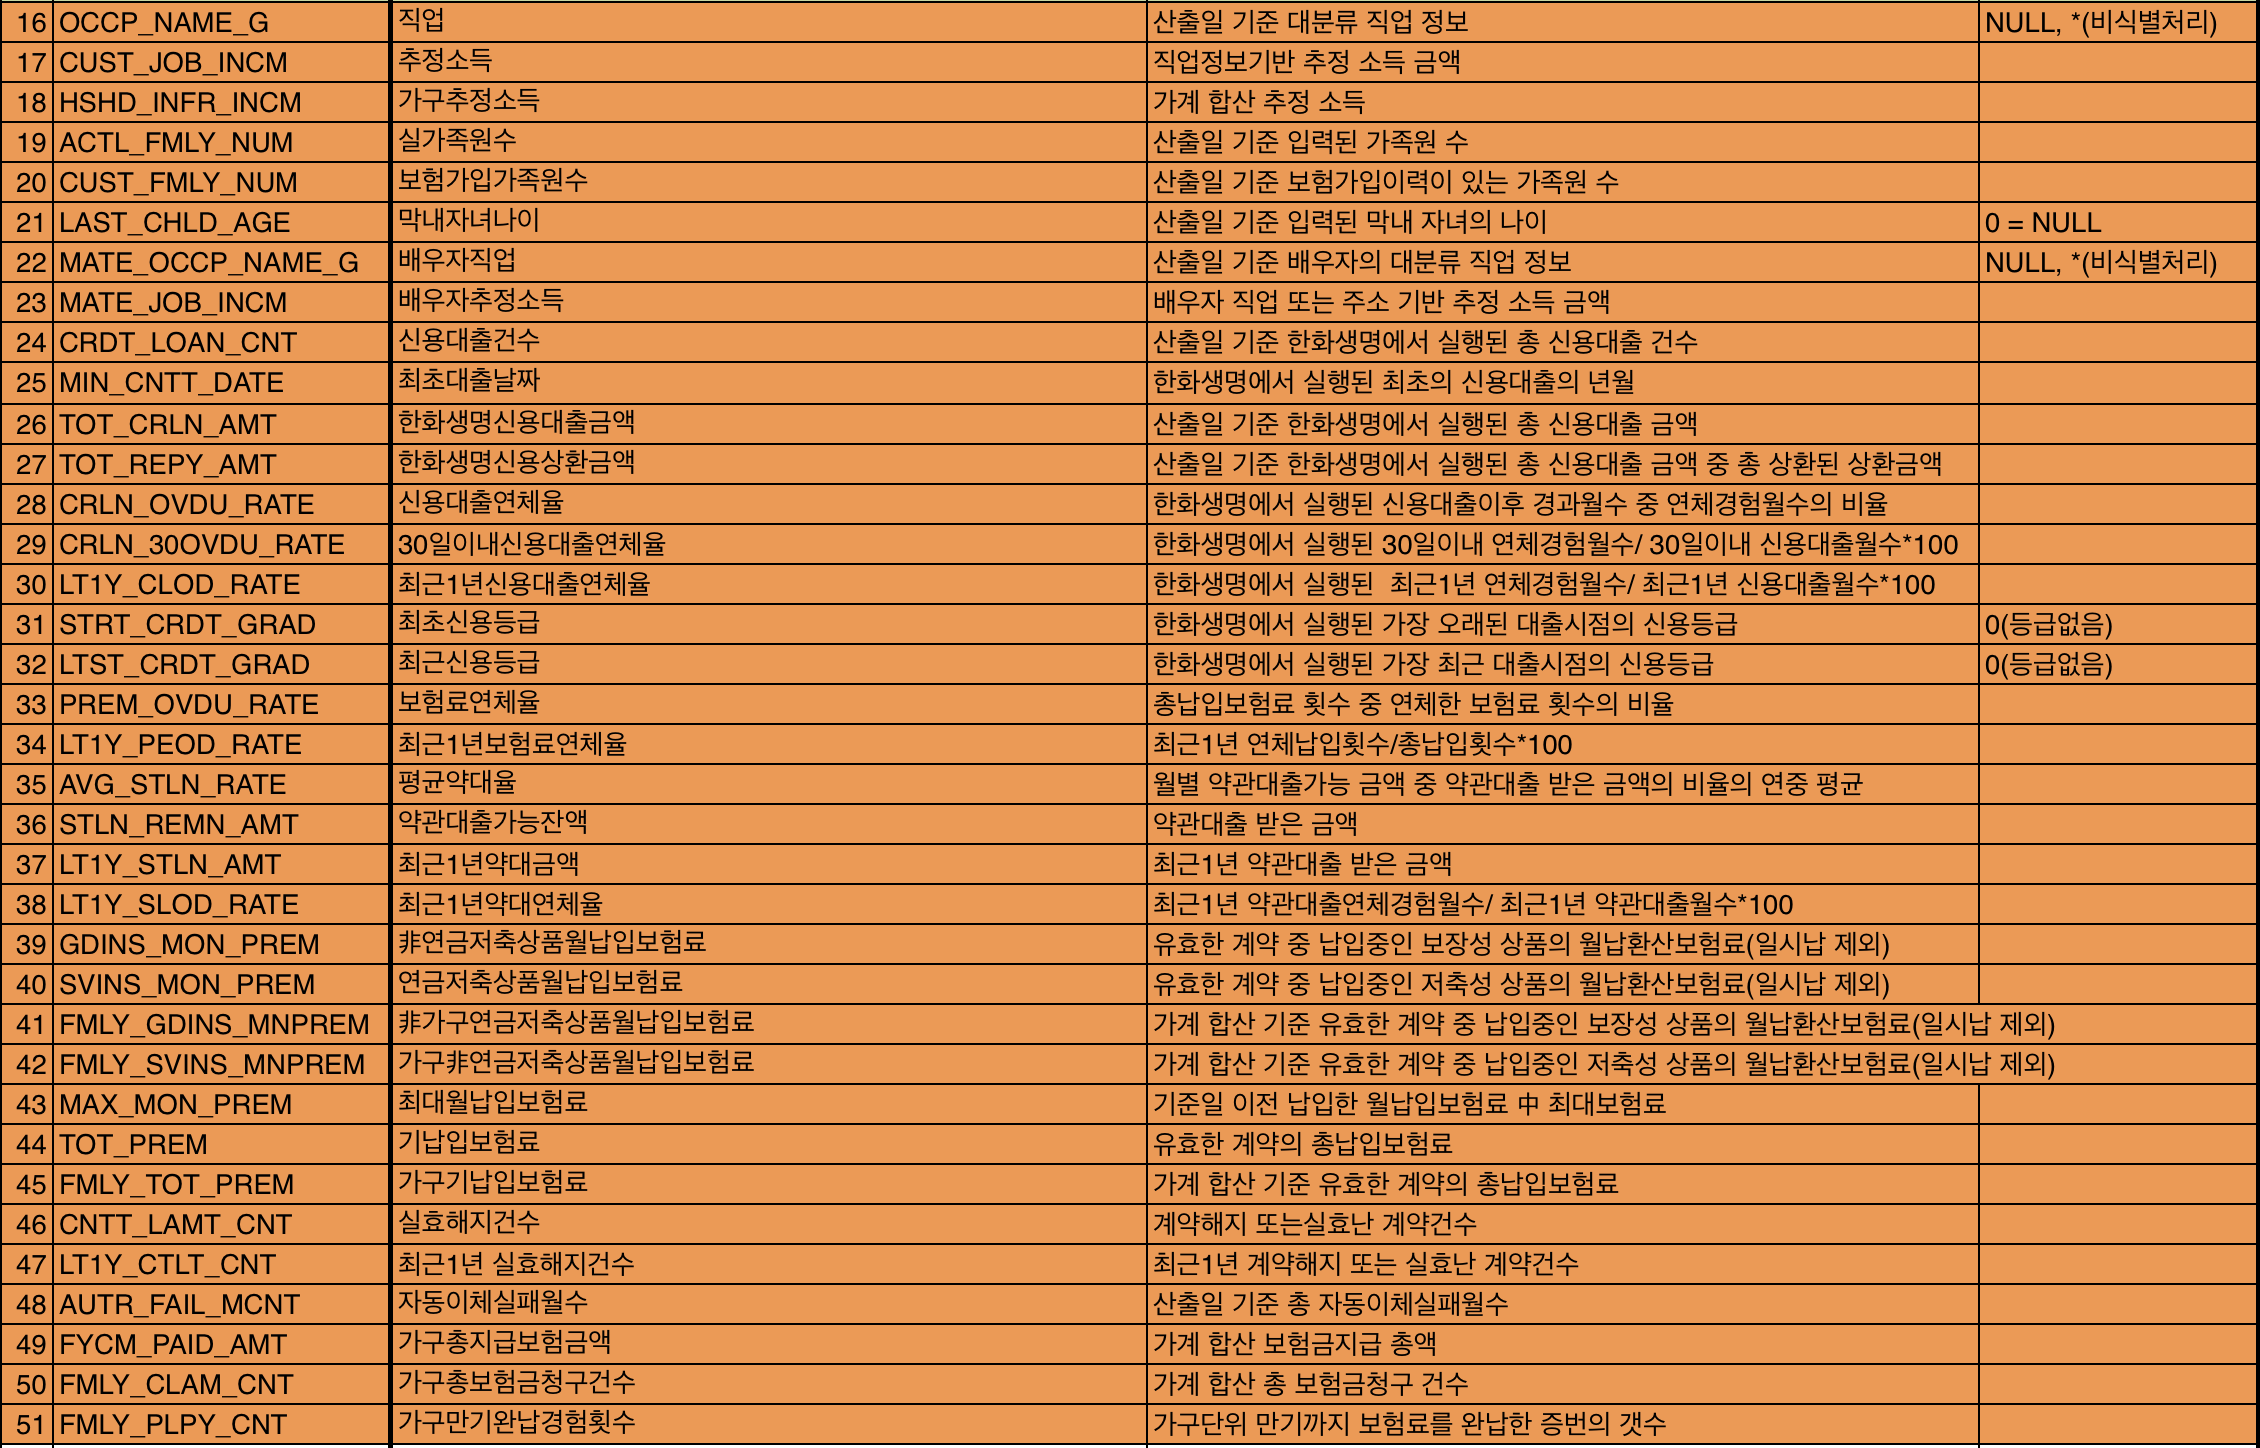 16 OCCP_NAME_G 직업 산출일 기준 대분류 직업 정보 NULL, *(비식별처리)
17 CUST_JOB_INCM 추정소득 직업정보기반 추정 소득 금액
18 HSHD_INFR_INCM 가구추정소득 가계 합산 추정 소득
19 ACTL_FMLY_NUM 실가족원수 산출일 기준 입력된 가족원 수
20 CUST_FMLY_NUM 보험가입가족원수 산출일 기준 보험가입이력이 있는 가족원 수
21 LAST_CHLD_AGE 막내자녀나이 산출일 기준 입력된 막내 자녀의 나이 0 = NULL
22 MATE_OCCP_NAME_G 배우자직업 산출일 기준 배우자의 대분류 직업 정보 NULL, *(비식별처리)
23 MATE_JOB_INCM 배우자추정소득 배우자 직업 또는 주소 기반 추정 소득 금액
24 CRDT_LOAN_CNT 신용대출건수 산출일 기준 한화생명에서 실행된 총 신용대출 건수
25 MIN_CNTT_DATE 최초대출날짜 한화생명에서 실행된 최초의 신용대출의 년월
26 TOT_CRLN_AMT 한화생명신용대출금액 산출일 기준 한화생명에서 실행된 총 신용대출 금액
27 TOT_REPY_AMT 한화생명신용상환금액 산출일 기준 한화생명에서 실행된 총 신용대출 금액 중 총 상환된 상환금액
28 CRLN_OVDU_RATE 신용대출연체율 한화생명에서 실행된 신용대출이후 경과월수 중 연체경험월수의 비율
29 CRLN_30OVDU_RATE 30일이내신용대출연체율 한화생명에서 실행된 30일이내 연체경험월수/ 30일이내 신용대출월수*100
30 LT1Y_CLOD_RATE 최근1년신용대출연체율 한화생명에서 실행된  최근1년 연체경험월수/ 최근1년 신용대출월수*100
31 STRT_CRDT_GRAD 최초신용등급 한화생명에서 실행된 가장 오래된 대출시점의 신용등급 0(등급없음)
32 LTST_CRDT_GRAD 최근신용등급 한화생명에서 실행된 가장 최근 대출시점의 신용등급 0(등급없음)
33 PREM_OVDU_RATE 보험료연체율 총납입보험료 횟수 중 연체한 보험료 횟수의 비율
34 LT1Y_PEOD_RATE 최근1년보험료연체율 최근1년 연체납입횟수/총납입횟수*100
35 AVG_STLN_RATE 평균약대율 월별 약관대출가능 금액 중 약관대출 받은 금액의 비율의 연중 평균
36 STLN_REMN_AMT 약관대출가능잔액 약관대출 받은 금액
37 LT1Y_STLN_AMT 최근1년약대금액 최근1년 약관대출 받은 금액
38 LT1Y_SLOD_RATE 최근1년약대연체율 최근1년 약관대출연체경험월수/ 최근1년 약관대출월수*100
39 GDINS_MON_PREM 非연금저축상품월납입보험료 유효한 계약 중 납입중인 보장성 상품의 월납환산보험료(일시납 제외)
40 SVINS_MON_PREM 연금저축상품월납입보험료 유효한 계약 중 납입중인 저축성 상품의 월납환산보험료(일시납 제외)
41 FMLY_GDINS_MNPREM 非가구연금저축상품월납입보험료 가계 합산 기준 유효한 계약 중 납입중인 보장성 상품의 월납환산보험료(일시납 제외)
42 FMLY_SVINS_MNPREM 가구非연금저축상품월납입보험료 가계 합산 기준 유효한 계약 중 납입중인 저축성 상품의 월납환산보험료(일시납 제외)
43 MAX_MON_PREM 최대월납입보험료 기준일 이전 납입한 월납입보험료 中 최대보험료
44 TOT_PREM 기납입보험료 유효한 계약의 총납입보험료
45 FMLY_TOT_PREM 가구기납입보험료 가계 합산 기준 유효한 계약의 총납입보험료
46 CNTT_LAMT_CNT 실효해지건수 계약해지 또는실효난 계약건수
47 LT1Y_CTLT_CNT 최근1년 실효해지건수 최근1년 계약해지 또는 실효난 계약건수
48 AUTR_FAIL_MCNT 자동이체실패월수 산출일 기준 총 자동이체실패월수
49 FYCM_PAID_AMT 가구총지급보험금액 가계 합산 보험금지급 총액
50 FMLY_CLAM_CNT 가구총보험금청구건수 가계 합산 총 보험금청구 건수
51 FMLY_PLPY_CNT 가구만기완납경험횟수 가구단위 만기까지 보험료를 완납한 증번의 갯수